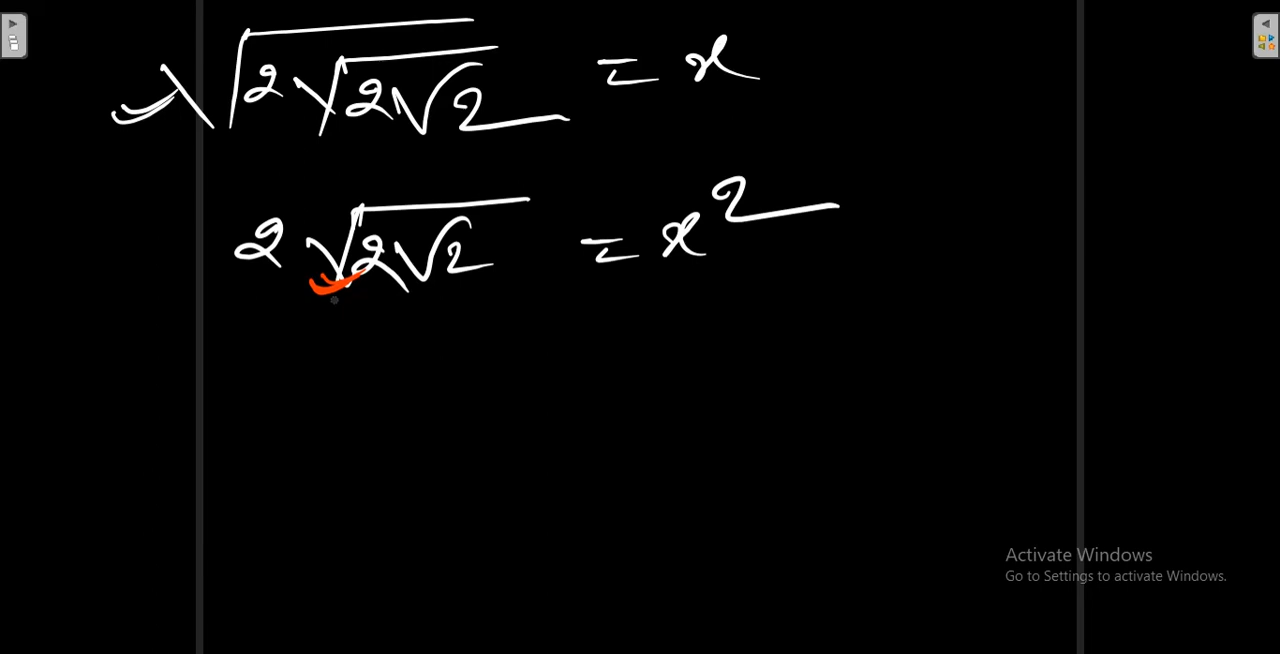 √(2√(2√2)) = x
2√(2√2) = x²
Activate Windows
Go to Settings to activate Windows.